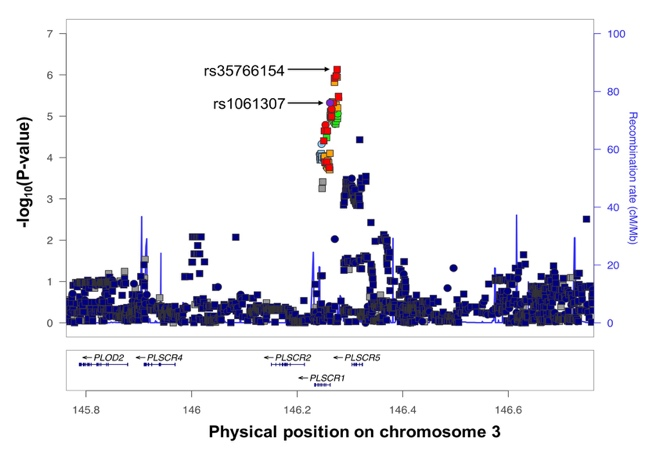 7
6
5
4
3
2
1
0
-log10(P-value)
rs35766154
rs1061307
100
80
60
40
20
0
Recombination rate (cM/Mb)
PLOD2 PLSCR4 PLSCR2 PLSCR5
PLSCR1
145.8 146 146.2 146.4 146.6
Physical position on chromosome 3